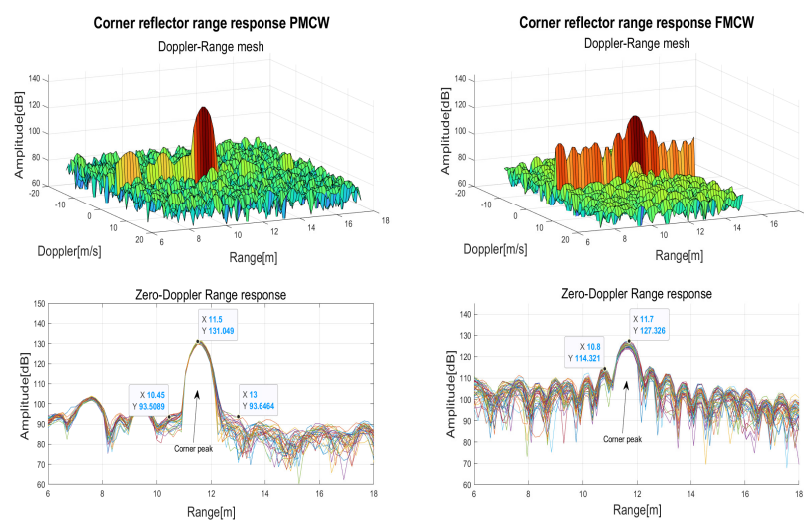 Corner reflector range response PMCW
Doppler-Range mesh
Amplitude[dB]
140
120
100
80
60
-20
-10
0
10
20
Doppler[m/s]
6
8
10
12
14
16
18
Range[m]
Corner reflector range response FMCW
Doppler-Range mesh
Amplitude[dB]
140
120
100
80
60
-20
-10
0
10
20
Doppler[m/s]
6
8
10
12
14
16
Range[m]
Zero-Doppler Range response
Amplitude[dB]
150
140
130
120
110
100
90
80
70
60
X 11.5
Y 131.049
X 10.45
Y 93.5089
X 13
Y 93.6464
Corner peak
6
8
10
12
14
16
18
Range[m]
Zero-Doppler Range response
Amplitude[dB]
140
130
120
110
100
90
80
70
60
X 11.7
Y 127.326
X 10.8
Y 114.321
Corner peak
6
8
10
12
14
16
18
Range[m]